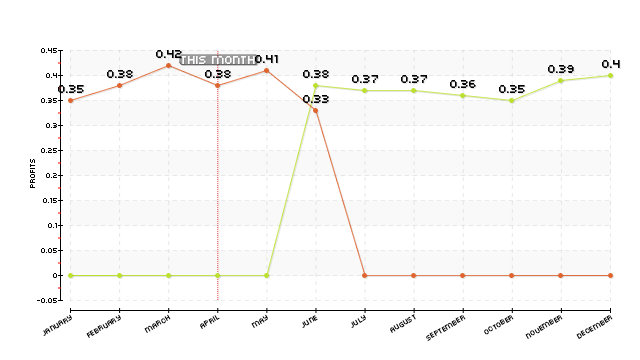 0.45
0.4
0.35
0.3
0.25
0.2
0.15
0.1
0.05
0
-0.05
PROFITS
THIS MONTH
0.35
0.38
0.42
0.38
0.41
0.33
0.38
0.37
0.37
0.36
0.35
0.39
0.4
JANUARY
FEBRUARY
MARCH
APRIL
MAY
JUNE
JULY
AUGUST
SEPTEMBER
OCTOBER
NOVEMBER
DECEMBER